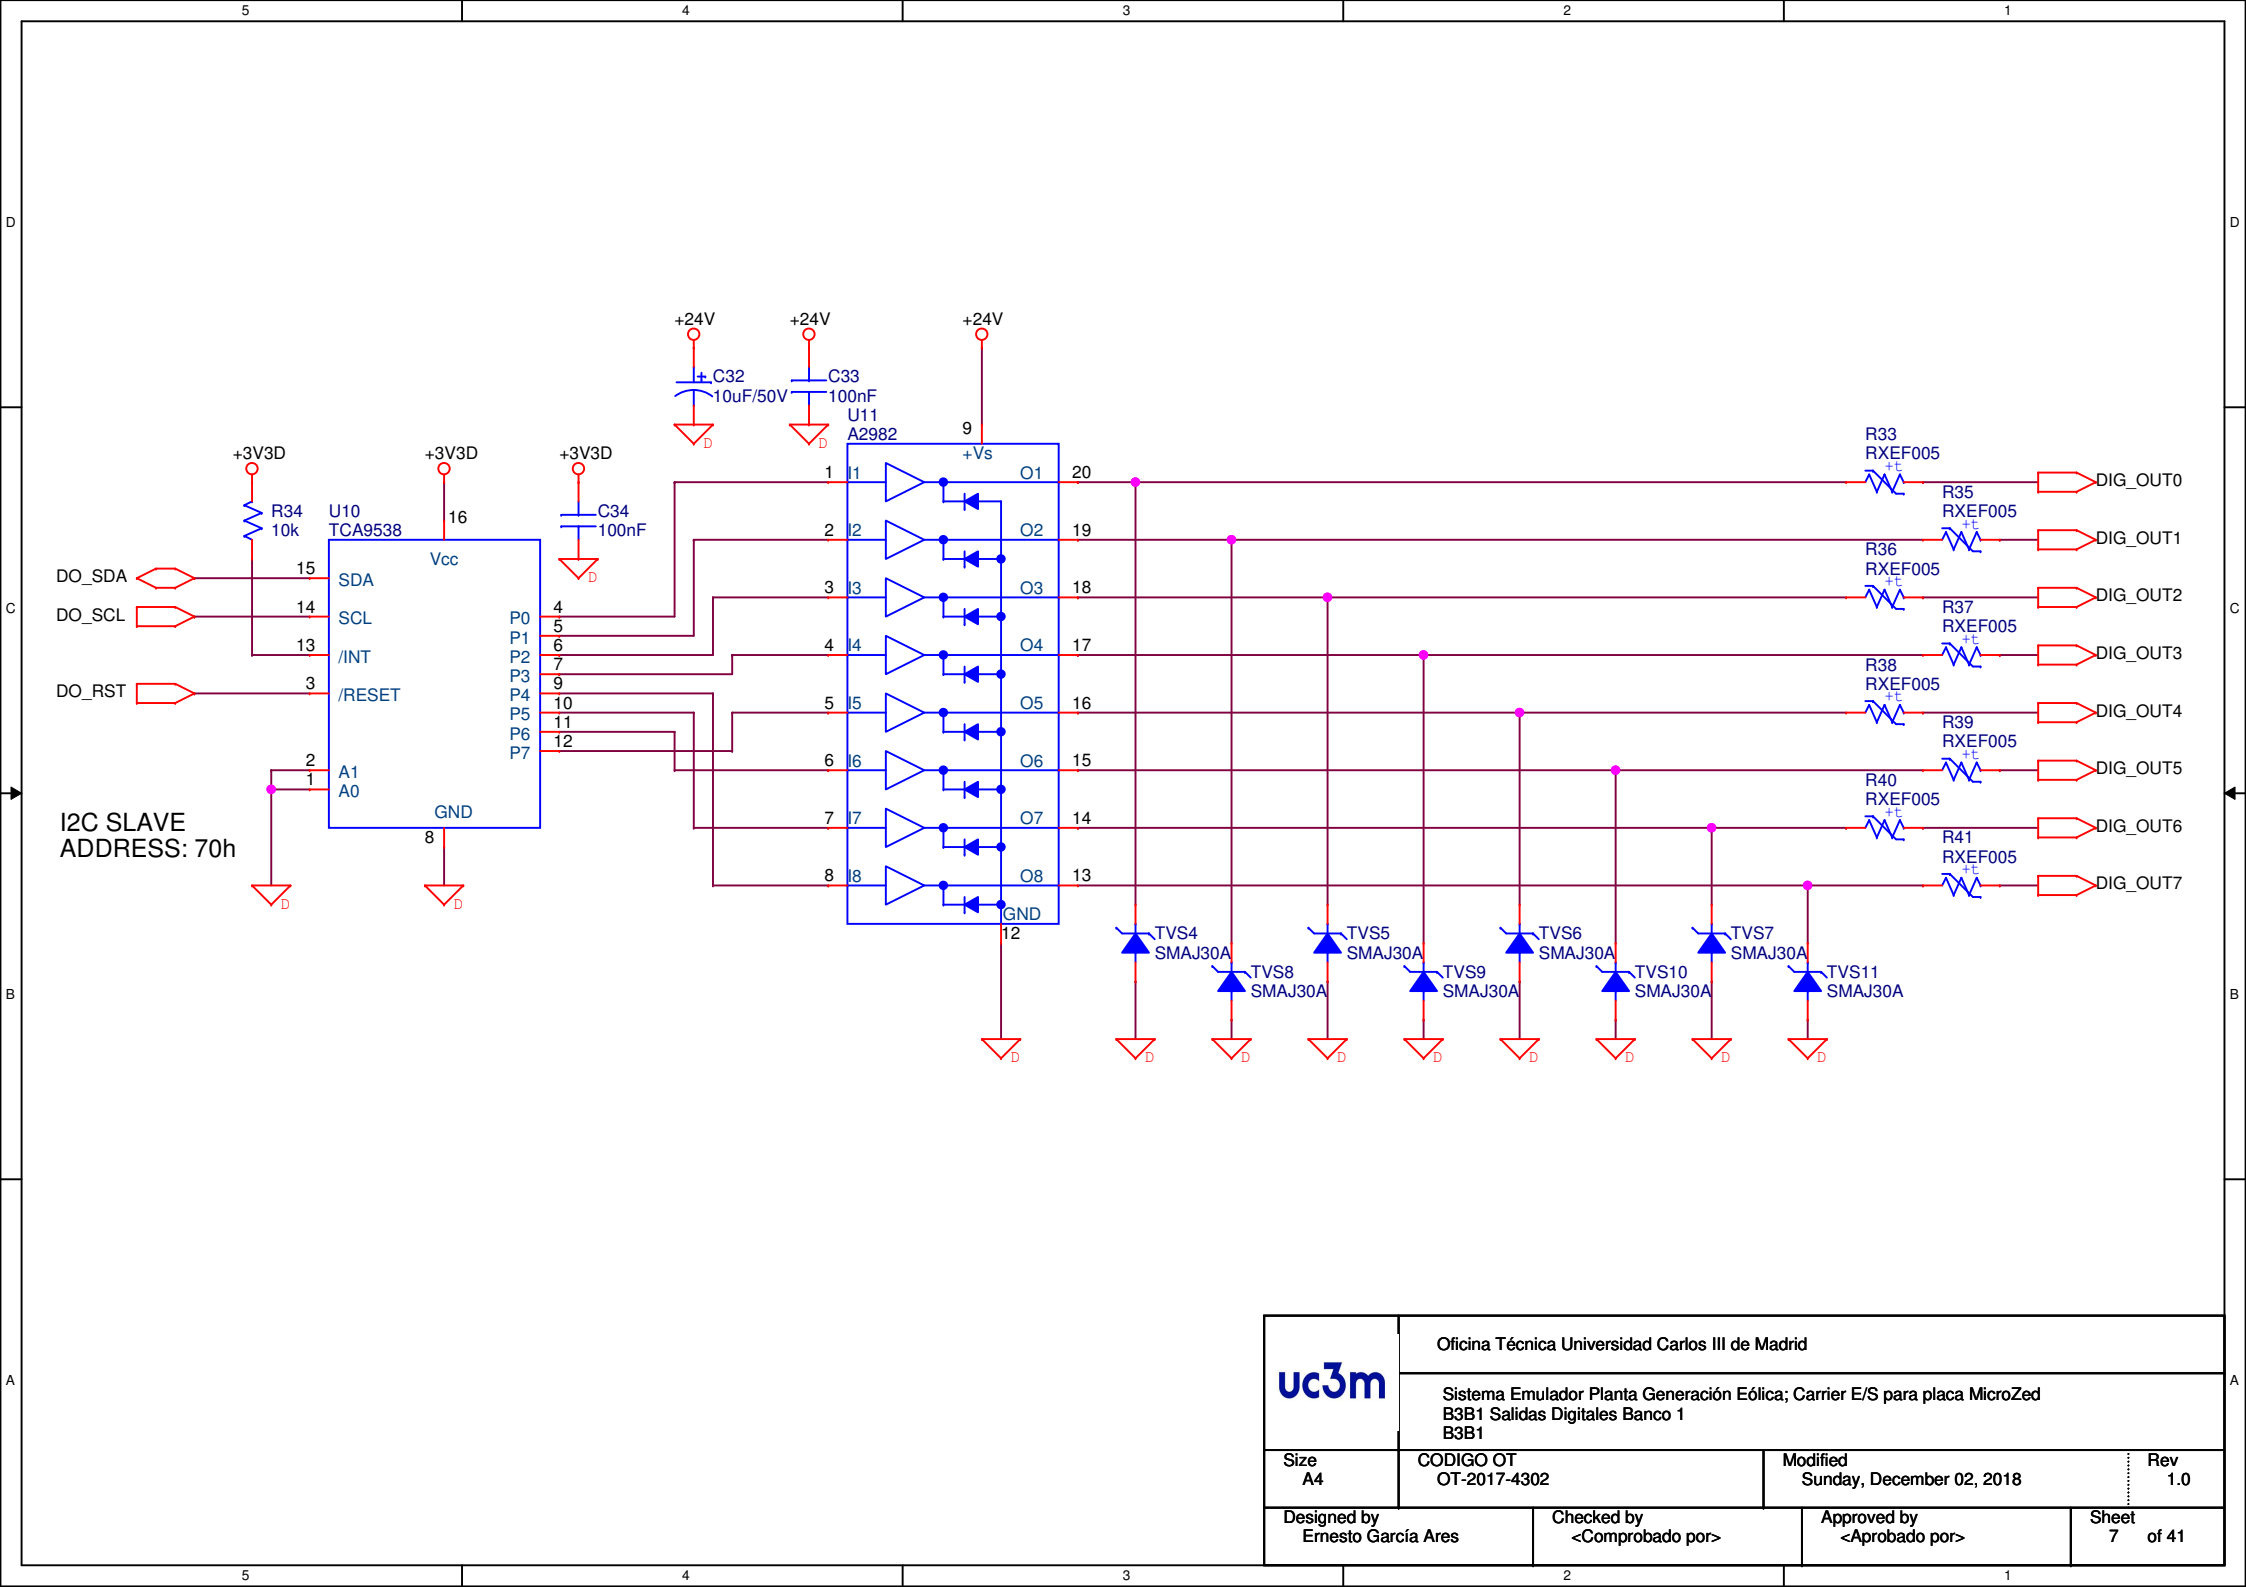 5 4 3 2 1
D D
C C
B B
A A
+24V +24V +24V
C32
10uF/50V
C33
100nF
U11
A2982
9
+Vs
+3V3D +3V3D +3V3D
R34
10k
U10
TCA9538
16
Vcc
C34
100nF
D D D
DO_SDA 15 SDA
DO_SCL 14 SCL
13 /INT
DO_RST 3 /RESET
2 A1
1 A0
GND
8
D D
P0 4
P1 5
P2 6
P3 7
P4 9
P5 10
P6 11
P7 12
I2C SLAVE
ADDRESS: 70h
1 I1 O1 20
2 I2 O2 19
3 I3 O3 18
4 I4 O4 17
5 I5 O5 16
6 I6 O6 15
7 I7 O7 14
8 I8 O8 13
GND
12
R33
RXEF005
+t
DIG_OUT0
R35
RXEF005
+t
DIG_OUT1
R36
RXEF005
+t
DIG_OUT2
R37
RXEF005
+t
DIG_OUT3
R38
RXEF005
+t
DIG_OUT4
R39
RXEF005
+t
DIG_OUT5
R40
RXEF005
+t
DIG_OUT6
R41
RXEF005
+t
DIG_OUT7
TVS4
SMAJ30A
TVS5
SMAJ30A
TVS6
SMAJ30A
TVS7
SMAJ30A
TVS8
SMAJ30A
TVS9
SMAJ30A
TVS10
SMAJ30A
TVS11
SMAJ30A
D D D D D D D D D
uc3m
Oficina Técnica Universidad Carlos III de Madrid
Sistema Emulador Planta Generación Eólica; Carrier E/S para placa MicroZed
B3B1 Salidas Digitales Banco 1
B3B1
Size
A4
CODIGO OT
OT-2017-4302
Modified
Sunday, December 02, 2018
Rev
1.0
Designed by
Ernesto García Ares
Checked by
<Comprobado por>
Approved by
<Aprobado por>
Sheet
7 of 41
5 4 3 2 1